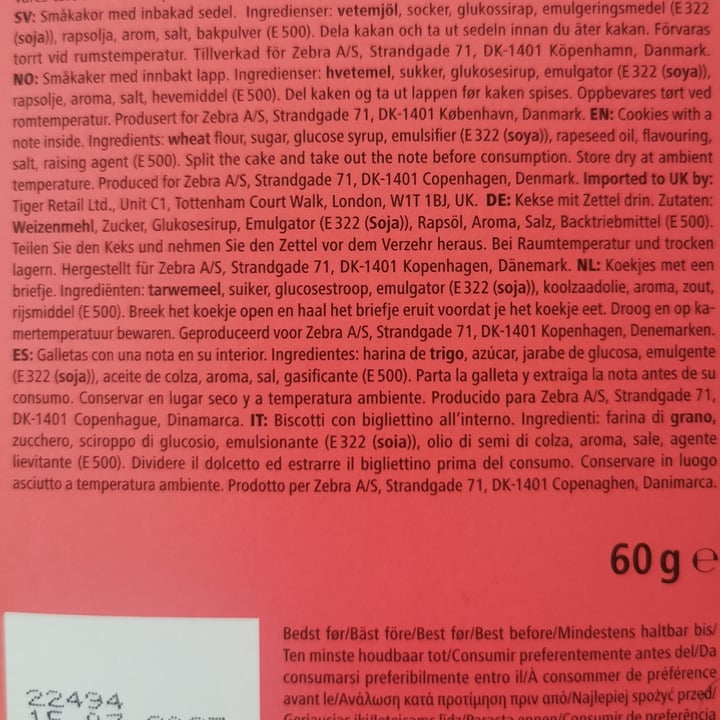 SV: Småkakor med inbakad sedel. Ingredienser: vetemjöl, socker, glukossirap, emulgeringsmedel (E 322
(soja)), rapsolja, arom, salt, bakpulver (E 500). Dela kakan och ta ut sedeln innan du äter kakan. Förvaras
torrt vid rumstemperatur. Tillverkad för Zebra A/S, Strandgade 71, DK-1401 Köpenhamn, Danmark.
NO: Småkaker med innbakt lapp. Ingredienser: hvetemel, sukker, glukosesirup, emulgator (E 322 (soya)),
rapsolje, aroma, salt, hevemiddel (E 500). Del kaken og ta ut lappen før kaken spises. Oppbevares tørt ved
romtemperatur. Produsert for Zebra A/S, Strandgade 71, DK-1401 København, Danmark. EN: Cookies with a
note inside. Ingredients: wheat flour, sugar, glucose syrup, emulsifier (E 322 (soya)), rapeseed oil, flavouring,
salt, raising agent (E 500). Split the cake and take out the note before consumption. Store dry at ambient
temperature. Produced for Zebra A/S, Strandgade 71, DK-1401 Copenhagen, Denmark. Imported to UK by:
Tiger Retail Ltd., Unit C1, Tottenham Court Walk, London, W1T 1BJ, UK. DE: Kekse mit Zettel drin. Zutaten:
Weizenmehl, Zucker, Glukosesirup, Emulgator (E 322 (Soja)), Rapsöl, Aroma, Salz, Backtriebmittel (E 500).
Teilen Sie den Keks und nehmen Sie den Zettel vor dem Verzehr heraus. Bei Raumtemperatur und trocken
lagern. Hergestellt für Zebra A/S, Strandgade 71, DK-1401 Kopenhagen, Dänemark. NL: Koekjes met een
briefje. Ingrediënten: tarwemeel, suiker, glucosestroop, emulgator (E 322 (soja)), koolzaadolie, aroma, zout,
rijsmiddel (E 500). Breek het koekje open en haal het briefje eruit voordat je het koekje eet. Droog en op ka-
mertemperatuur bewaren. Geproduceerd voor Zebra A/S, Strandgade 71, DK-1401 Kopenhagen, Denemarken.
ES: Galletas con una nota en su interior. Ingredientes: harina de trigo, azúcar, jarabe de glucosa, emulgente
(E 322 (soja)), aceite de colza, aroma, sal, gasificante (E 500). Parta la galleta y extraiga la nota antes de su
consumo. Conservar en lugar seco y a temperatura ambiente. Producido para Zebra A/S, Strandgade 71,
DK-1401 Copenhague, Dinamarca. IT: Biscotti con bigliettino all'interno. Ingredienti: farina di grano,
zucchero, sciroppo di glucosio, emulsionante (E 322 (soia)), olio di semi di colza, aroma, sale, agente
lievitante (E 500). Dividere il dolcetto ed estrarre il bigliettino prima del consumo. Conservare in luogo
asciutto a temperatura ambiente. Prodotto per Zebra A/S, Strandgade 71, DK-1401 Copenaghen, Danimarca.
60 g ℮
Bedst før/Bäst före/Best før/Best before/Mindestens haltbar bis/
Ten minste houdbaar tot/Consumir preferentemente antes del/Da
consumarsi preferibilmente entro il/À consommer de préférence
avant le/Ανάλωση κατά προτίμηση πριν από/Najlepiej spożyć przed/
22494